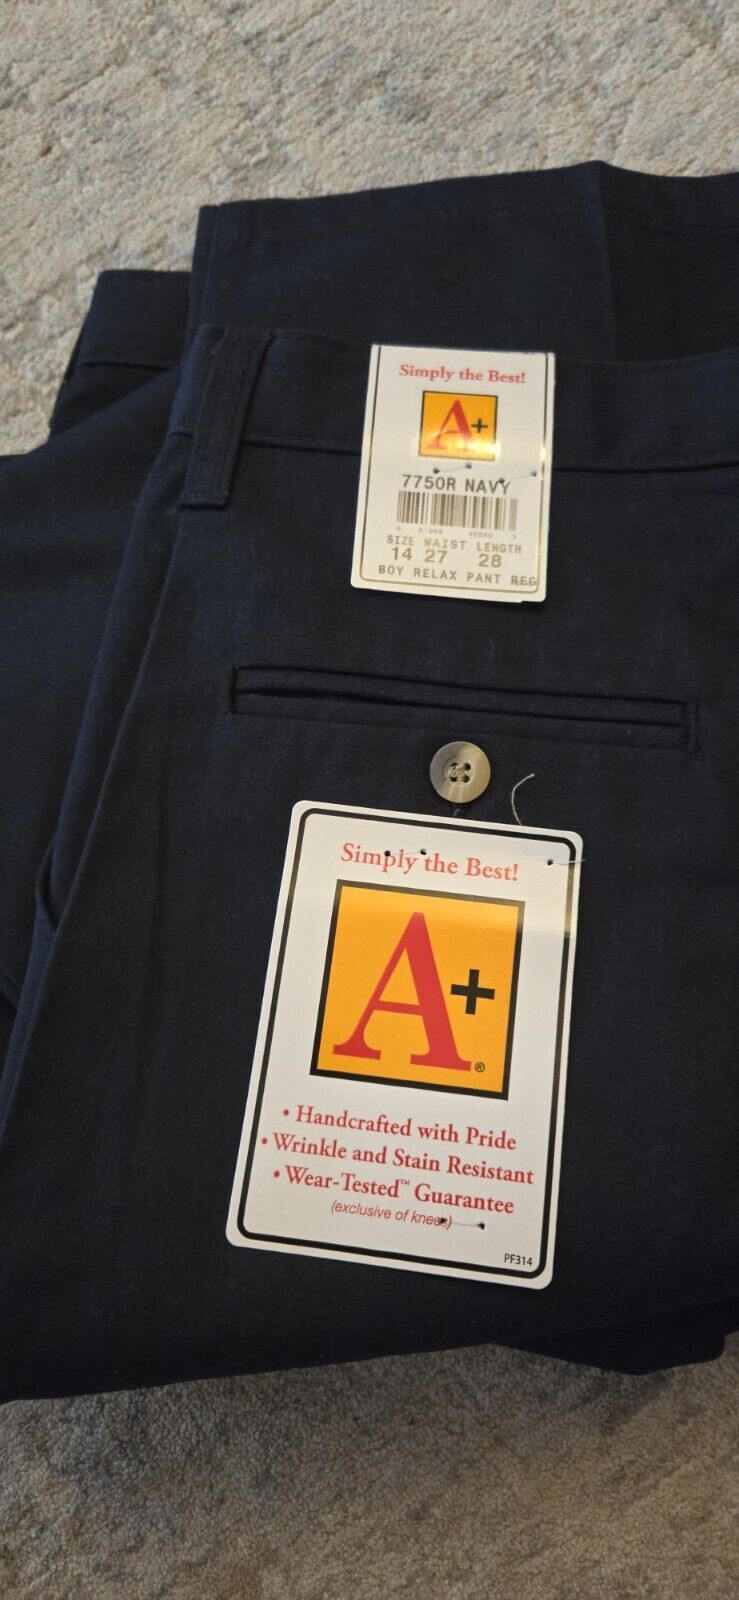 Simply the Best!
A+
7750R NAVY
SIZE WAIST LENGTH
14 27 28
BOY RELAX PANT REG
Simply the Best!
A+®
• Handcrafted with Pride
• Wrinkle and Stain Resistant
• Wear-Tested™ Guarantee
(exclusive of knees)
PF314